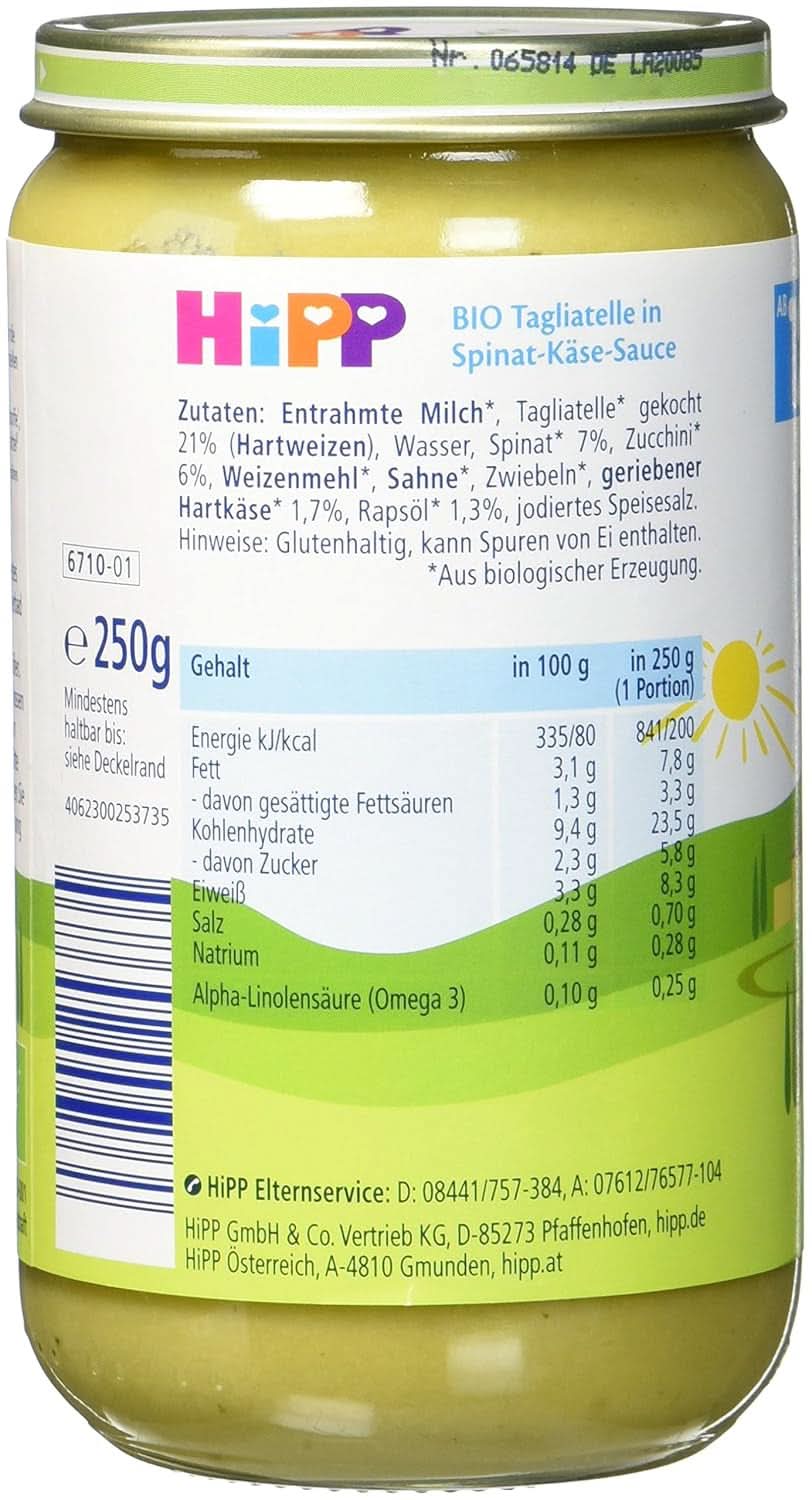 Nr. 065814 DE LA20085
HiPP
BIO Tagliatelle in
Spinat-Käse-Sauce
AB
Zutaten: Entrahmte Milch*, Tagliatelle* gekocht
21% (Hartweizen), Wasser, Spinat* 7%, Zucchini*
6%, Weizenmehl*, Sahne*, Zwiebeln*, geriebener
Hartkäse* 1,7%, Rapsöl* 1,3%, jodiertes Speisesalz.
Hinweise: Glutenhaltig, kann Spuren von Ei enthalten.
*Aus biologischer Erzeugung.
6710-01
e 250g
Mindestens
haltbar bis:
siehe Deckelrand
4062300253735
Gehalt in 100 g in 250 g
(1 Portion)
Energie kJ/kcal 335/80 841/200
Fett 3,1 g 7,8 g
- davon gesättigte Fettsäuren 1,3 g 3,3 g
Kohlenhydrate 9,4 g 23,5 g
- davon Zucker 2,3 g 5,8 g
Eiweiß 3,3 g 8,3 g
Salz 0,28 g 0,70 g
Natrium 0,11 g 0,28 g
Alpha-Linolensäure (Omega 3) 0,10 g 0,25 g
HiPP Elternservice: D: 08441/757-384, A: 07612/76577-104
HiPP GmbH & Co. Vertrieb KG, D-85273 Pfaffenhofen, hipp.de
HiPP Österreich, A-4810 Gmunden, hipp.at